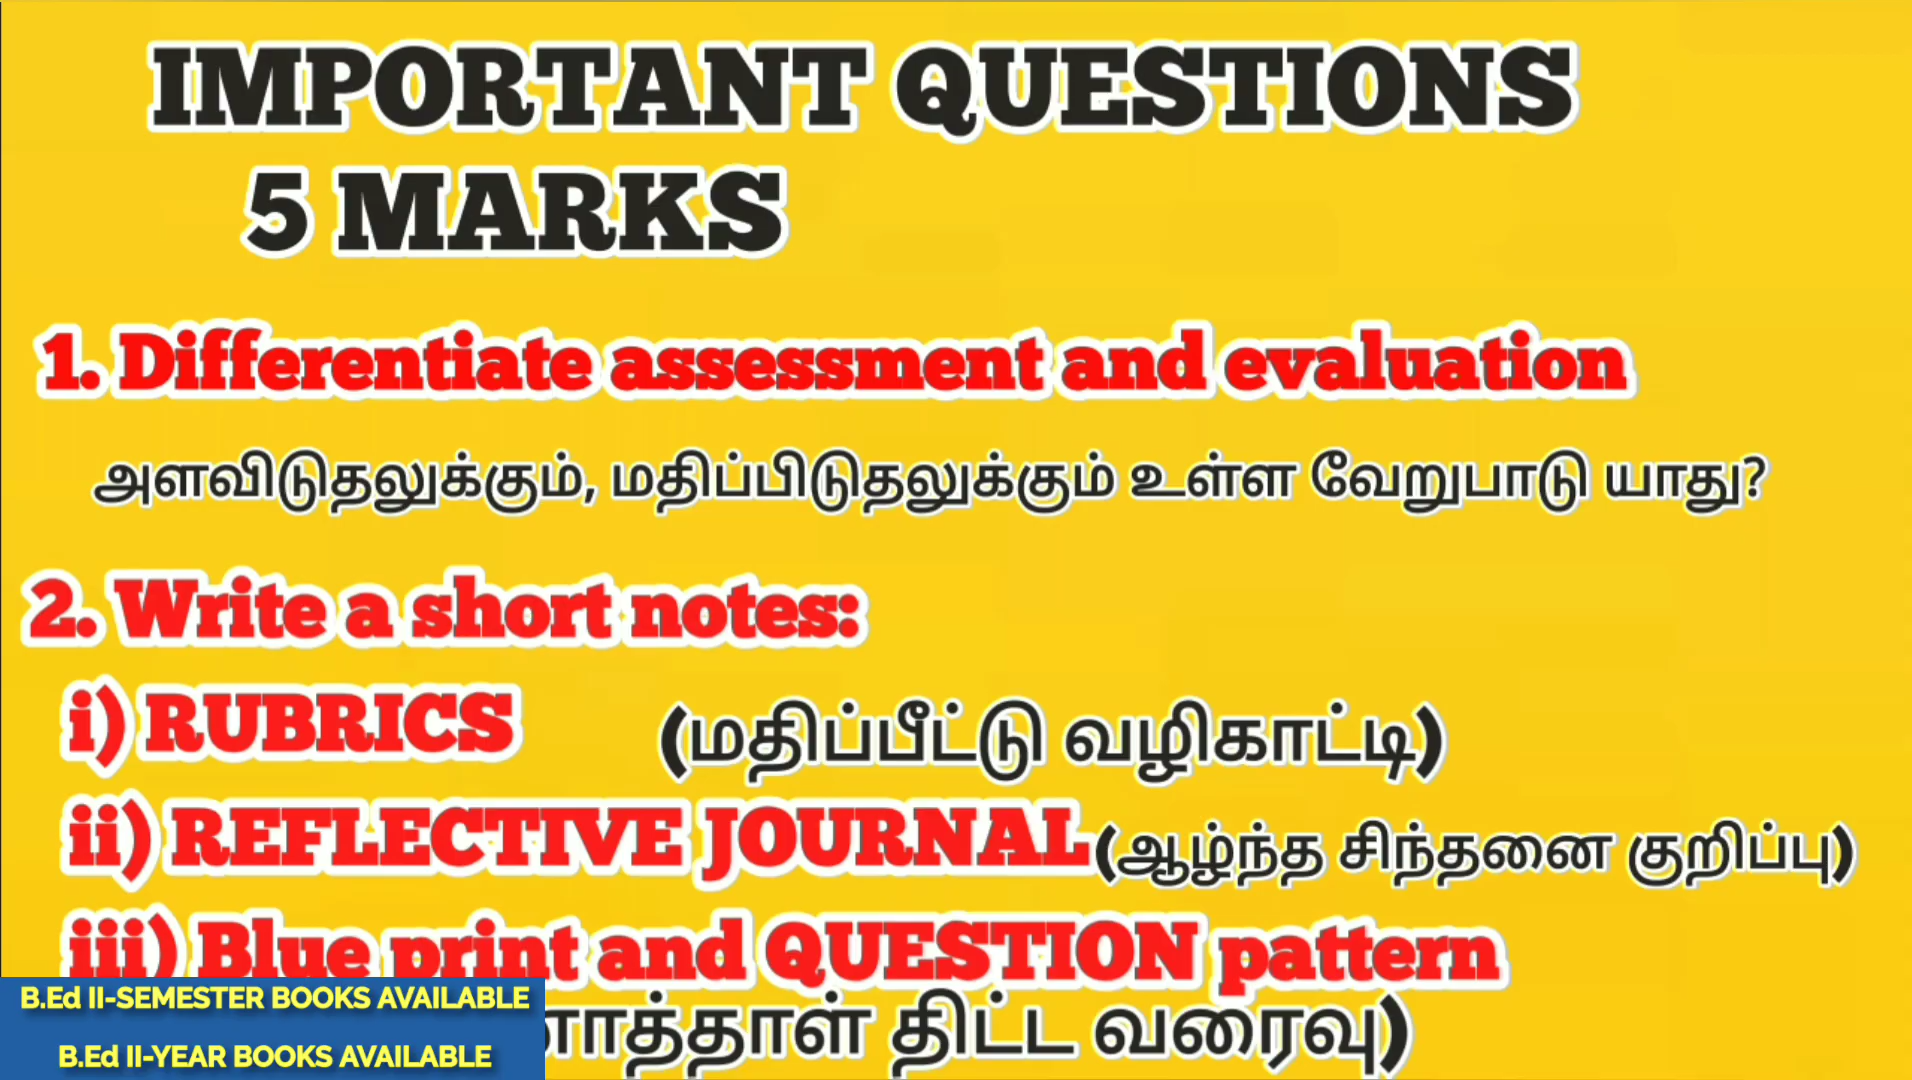 IMPORTANT QUESTIONS
5 MARKS
1. Differentiate assessment and evaluation
அளவிடுதலுக்கும், மதிப்பிடுதலுக்கும் உள்ள வேறுபாடு யாது?
2. Write a short notes:
i) RUBRICS (மதிப்பீட்டு வழிகாட்டி)
ii) REFLECTIVE JOURNAL (ஆழ்ந்த சிந்தனை குறிப்பு)
iii) Blue print and QUESTION pattern
திட்ட வரைவு)
B.Ed II-SEMESTER BOOKS AVAILABLE
B.Ed II-YEAR BOOKS AVAILABLE